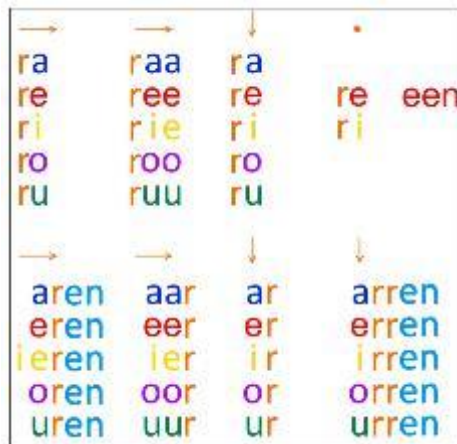 → → ↓ •
ra raa ra
re ree re re een
ri rie ri ri
ro roo ro
ru ruu ru
→ → ↓ ↓
aren aar ar arren
eren eer er erren
ieren ier ir irren
oren oor or orren
uren uur ur urren